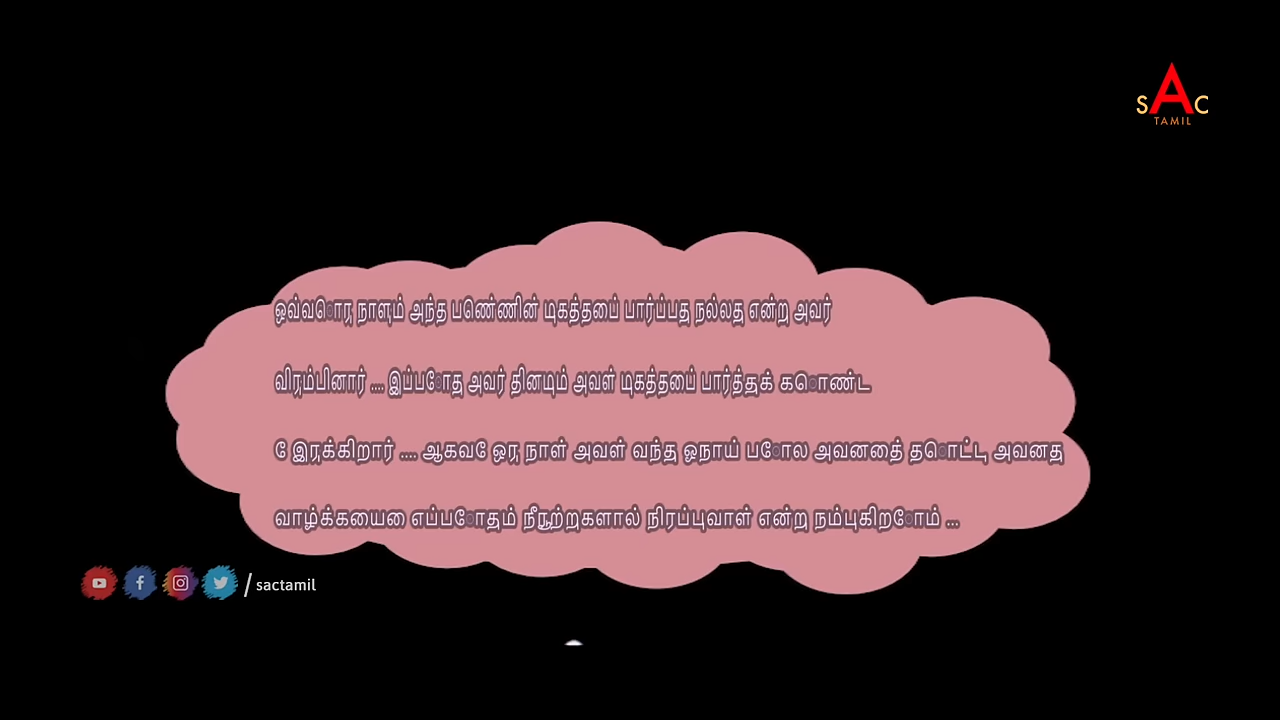 SAC
TAMIL
ஒவ்வொரு நாளும் அந்த பெண்ணின் முகத்தைப் பார்ப்பது நல்லது என்று அவர்
விரும்பினார் .... இப்போது அவர் தினமும் அவள் முகத்தைப் பார்த்துக் கொண்டே
இருக்கிறார் .... ஆகவே ஒரு நாள் அவள் வந்து ஓநாய் போல அவனைத் தொட்டு அவனது
வாழ்க்கையை எப்போதும் நீரூற்றுகளால் நிரப்புவாள் என்று நம்புகிறோம் ...
/sactamil